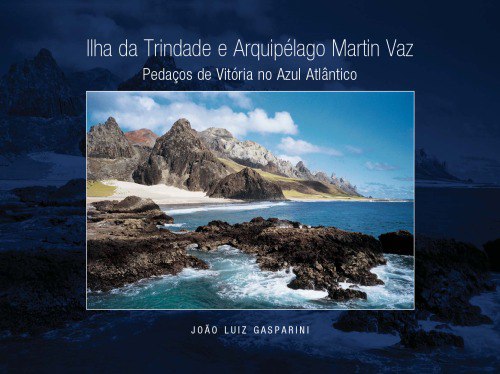 Ilha da Trindade e Arquipélago Martin Vaz
Pedaços de Vitória no Azul Atlântico
JOÃO LUIZ GASPARINI